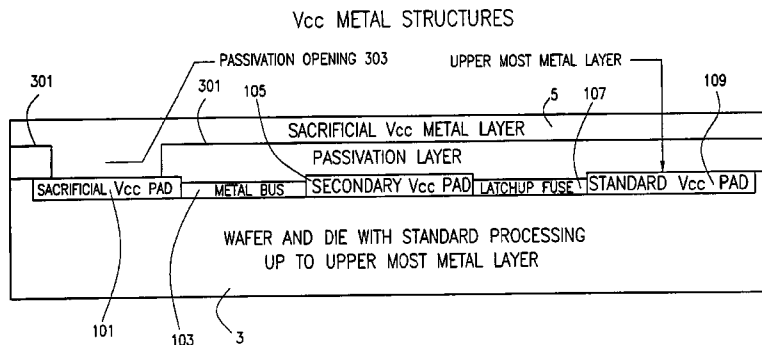 Vcc METAL STRUCTURES
PASSIVATION OPENING 303
UPPER MOST METAL LAYER
109
301
301
105
5
107
SACRIFICIAL Vcc METAL LAYER
PASSIVATION LAYER
SACRIFICIAL Vcc PAD
METAL BUS
SECONDARY Vcc PAD
LATCHUP FUSE
STANDARD Vcc PAD
WAFER AND DIE WITH STANDARD PROCESSING
UP TO UPPER MOST METAL LAYER
101
103
3